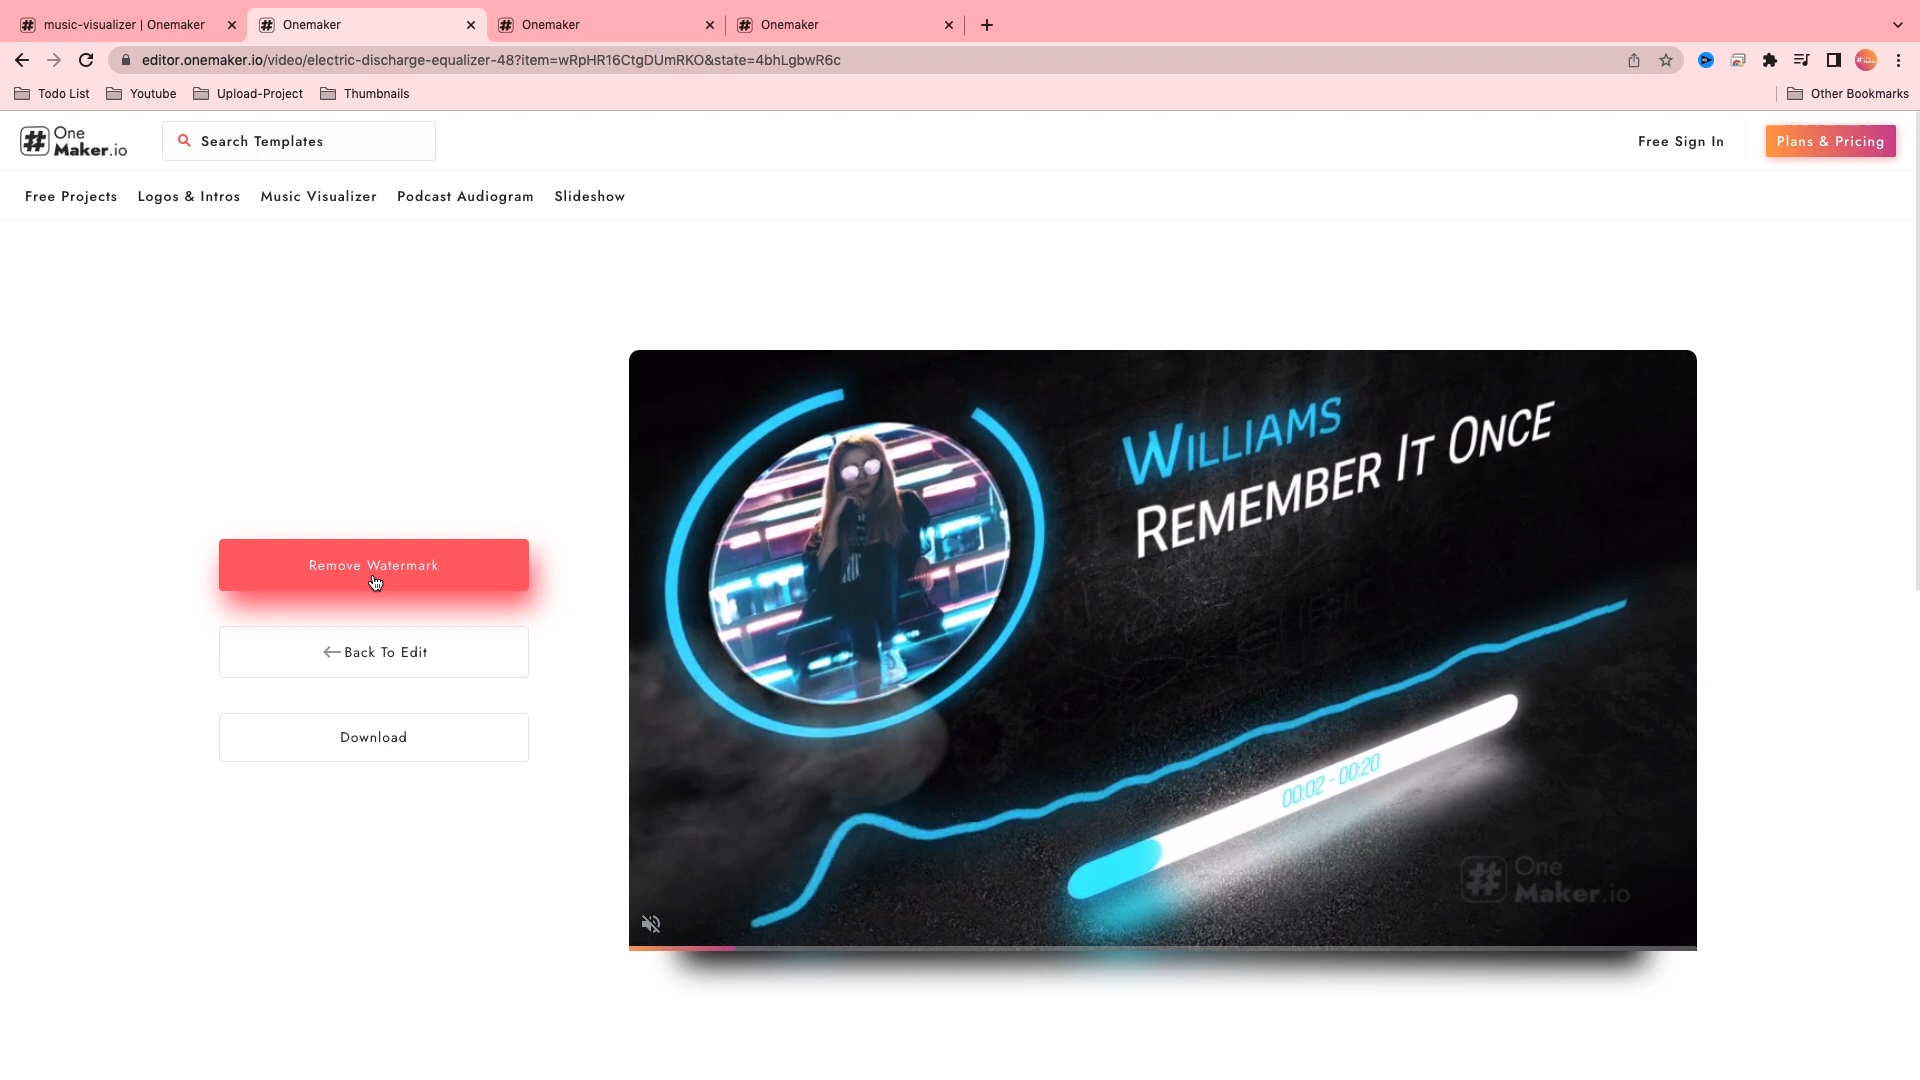 music-visualizer | Onemaker
Onemaker
Onemaker
Onemaker
editor.onemaker.io/video/electric-discharge-equalizer-48?item=wRpHR16CtgDUmRKO&state=4bhLgbwR6c
Todo List
Youtube
Upload-Project
Thumbnails
Other Bookmarks
# One
Maker.io
Search Templates
Free Sign In
Plans & Pricing
Free Projects
Logos & Intros
Music Visualizer
Podcast Audiogram
Slideshow
Williams
Remember It Once
Remove Watermark
Back To Edit
Download
00:02 - 00:20
# One
Maker.io